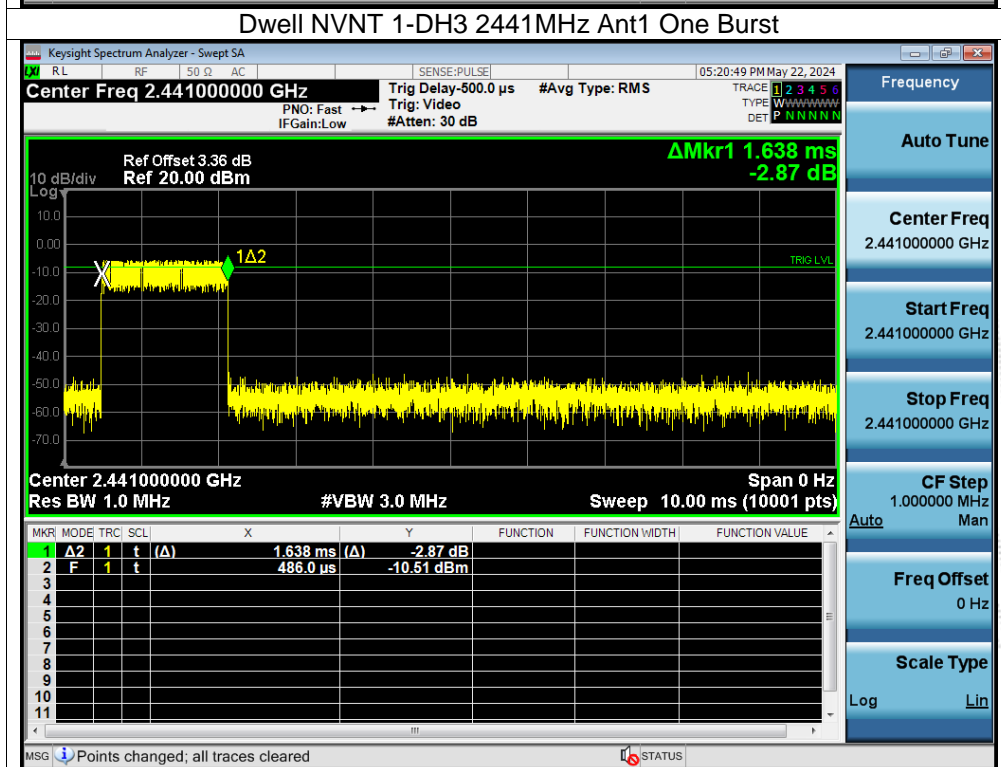 Dwell NVNT 1-DH3 2441MHz Ant1 One Burst
Keysight Spectrum Analyzer - Swept SA
LXI RL RF 50 Ω AC SENSE:PULSE 05:20:49 PM May 22, 2024
Center Freq 2.441000000 GHz
PNO: Fast
IFGain:Low
Trig Delay-500.0 µs
Trig: Video
#Atten: 30 dB
#Avg Type: RMS
TRACE 1 2 3 4 5 6
TYPE WWWWWW
DET P N N N N N
Frequency
Auto Tune
Center Freq
2.441000000 GHz
Start Freq
2.441000000 GHz
Stop Freq
2.441000000 GHz
CF Step
1.000000 MHz
Auto Man
Freq Offset
0 Hz
Scale Type
Log Lin
Ref Offset 3.36 dB
10 dB/div Ref 20.00 dBm
Log
ΔMkr1 1.638 ms
-2.87 dB
10.0
0.00
-10.0
-20.0
-30.0
-40.0
-50.0
-60.0
-70.0
X
1Δ2
TRIG LVL
Center 2.441000000 GHz Span 0 Hz
Res BW 1.0 MHz #VBW 3.0 MHz Sweep 10.00 ms (10001 pts)
MKR MODE TRC SCL X Y FUNCTION FUNCTION WIDTH FUNCTION VALUE
1 Δ2 1 t (Δ) 1.638 ms (Δ) -2.87 dB
2 F 1 t 486.0 µs -10.51 dBm
3
4
5
6
7
8
9
10
11
MSG Points changed; all traces cleared STATUS